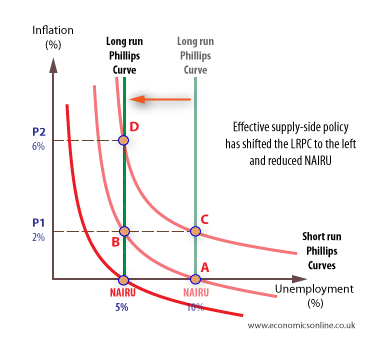 Inflation
(%)
Long run
Phillips
Curve
Long run
Phillips
Curve
P2
6%
D
Effective supply-side policy
has shifted the LRPC to the left
and reduced NAIRU
P1
2%
B
C
A
Short run
Phillips
Curves
NAIRU
5%
NAIRU
10%
Unemployment
(%)
www.economicsonline.co.uk